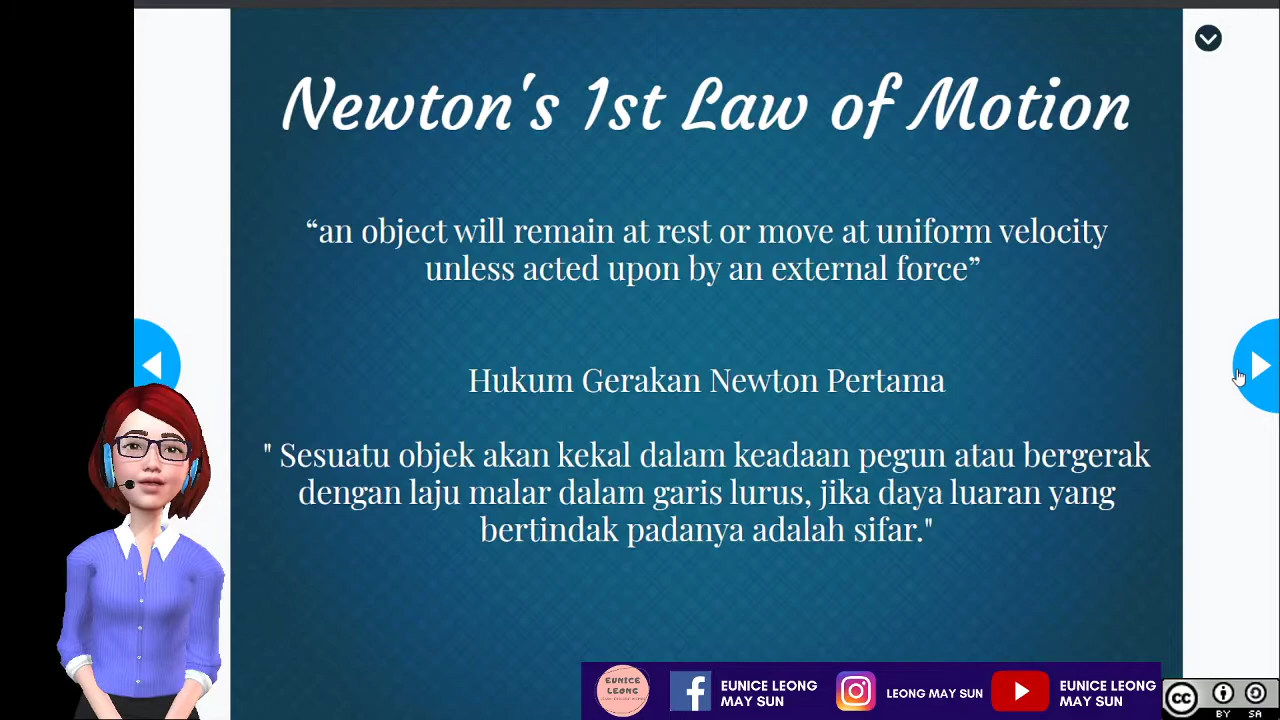 Newton's 1st Law of Motion
“an object will remain at rest or move at uniform velocity
unless acted upon by an external force”
Hukum Gerakan Newton Pertama
" Sesuatu objek akan kekal dalam keadaan pegun atau bergerak
dengan laju malar dalam garis lurus, jika daya luaran yang
bertindak padanya adalah sifar."
EUNICE
LEONG
EUNICE LEONG
MAY SUN
LEONG MAY SUN
EUNICE LEONG
MAY SUN
cc
BY SA